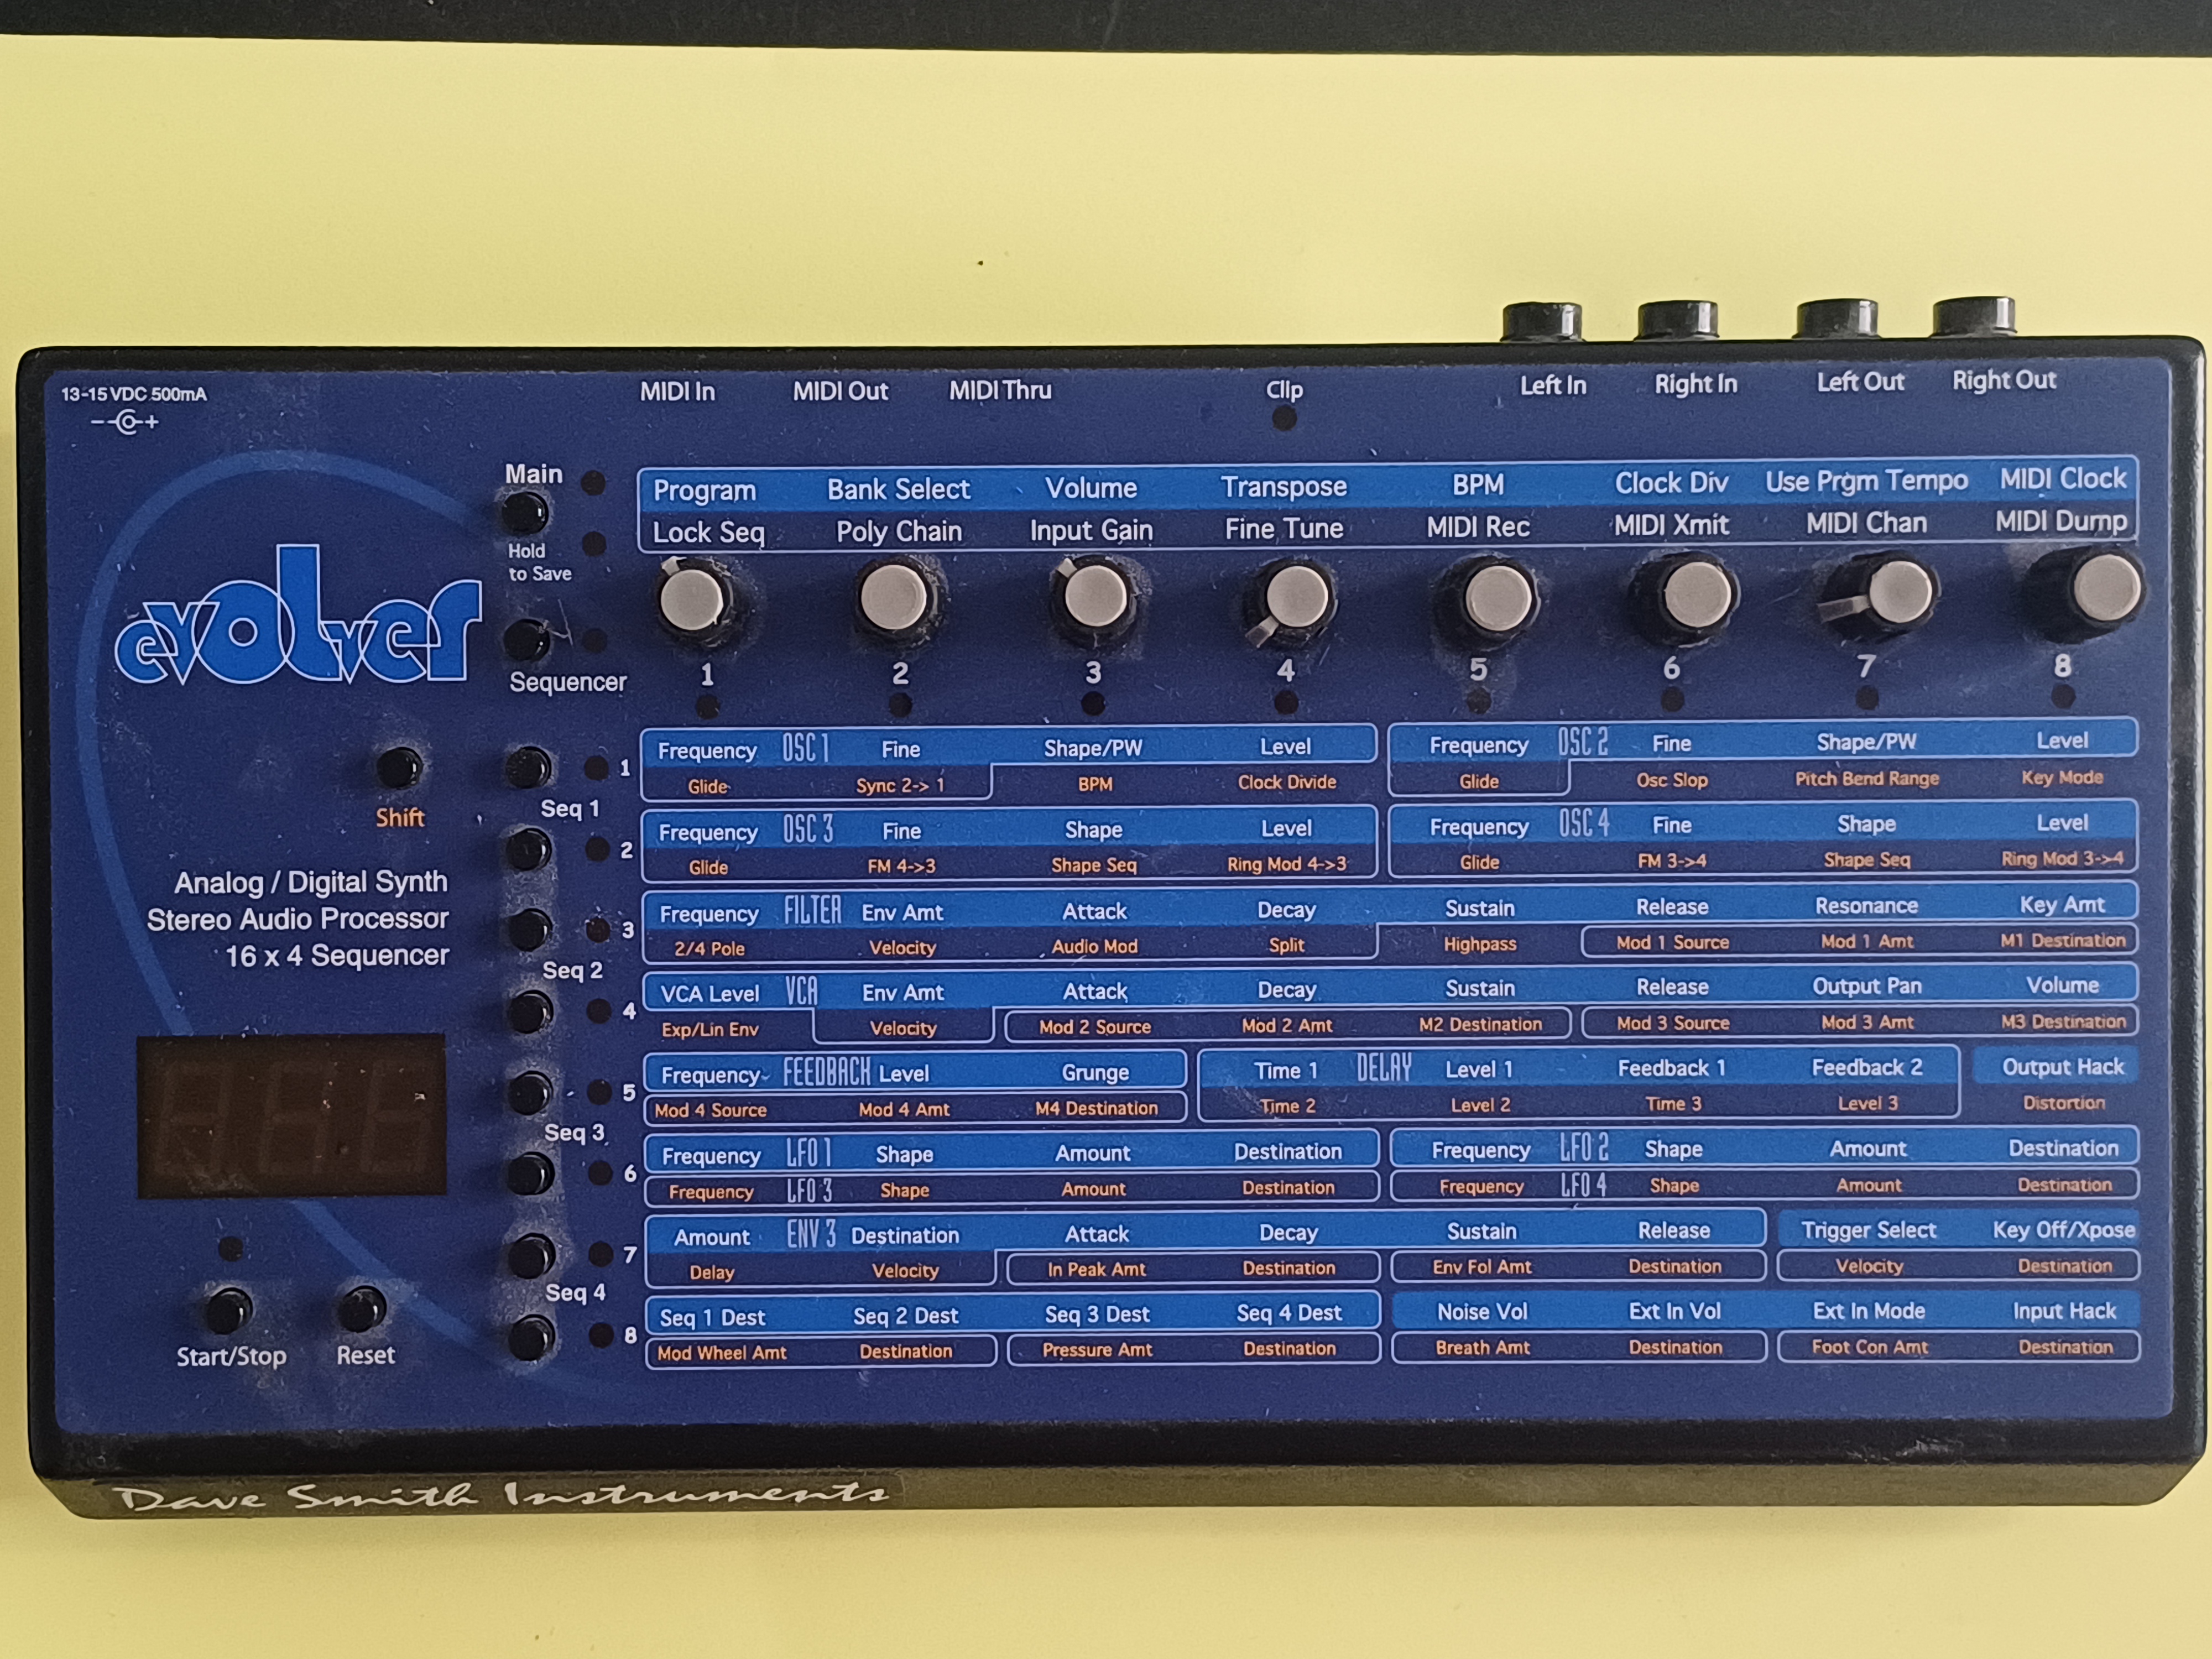 13-15 VDC 500mA
MIDI In MIDI Out MIDI Thru Clip Left In Right In Left Out Right Out
Main
Hold
to Save
Sequencer
Program Bank Select Volume Transpose BPM Clock Div Use Prgm Tempo MIDI Clock
Lock Seq Poly Chain Input Gain Fine Tune MIDI Rec MIDI Xmit MIDI Chan MIDI Dump
evolver
1 2 3 4 5 6 7 8
Shift
Analog / Digital Synth
Stereo Audio Processor
16 x 4 Sequencer
Start/Stop Reset
Seq 1
Seq 2
Seq 3
Seq 4
1 Frequency OSC 1 Fine Shape/PW Level Frequency OSC 2 Fine Shape/PW Level
Glide Sync 2-> 1 BPM Clock Divide Glide Osc Slop Pitch Bend Range Key Mode
2 Frequency OSC 3 Fine Shape Level Frequency OSC 4 Fine Shape Level
Glide FM 4->3 Shape Seq Ring Mod 4->3 Glide FM 3->4 Shape Seq Ring Mod 3->4
3 Frequency FILTER Env Amt Attack Decay Sustain Release Resonance Key Amt
2/4 Pole Velocity Audio Mod Split Highpass Mod 1 Source Mod 1 Amt M1 Destination
4 VCA Level VCA Env Amt Attack Decay Sustain Release Output Pan Volume
Exp/Lin Env Velocity Mod 2 Source Mod 2 Amt M2 Destination Mod 3 Source Mod 3 Amt M3 Destination
5 Frequency FEEDBACK Level Grunge Time 1 DELAY Level 1 Feedback 1 Feedback 2 Output Hack
Mod 4 Source Mod 4 Amt M4 Destination Time 2 Level 2 Time 3 Level 3 Distortion
6 Frequency LFO 1 Shape Amount Destination Frequency LFO 2 Shape Amount Destination
Frequency LFO 3 Shape Amount Destination Frequency LFO 4 Shape Amount Destination
7 Amount ENV 3 Destination Attack Decay Sustain Release Trigger Select Key Off/Xpose
Delay Velocity In Peak Amt Destination Env Fol Amt Destination Velocity Destination
8 Seq 1 Dest Seq 2 Dest Seq 3 Dest Seq 4 Dest Noise Vol Ext In Vol Ext In Mode Input Hack
Mod Wheel Amt Destination Pressure Amt Destination Breath Amt Destination Foot Con Amt Destination
Dave Smith Instruments